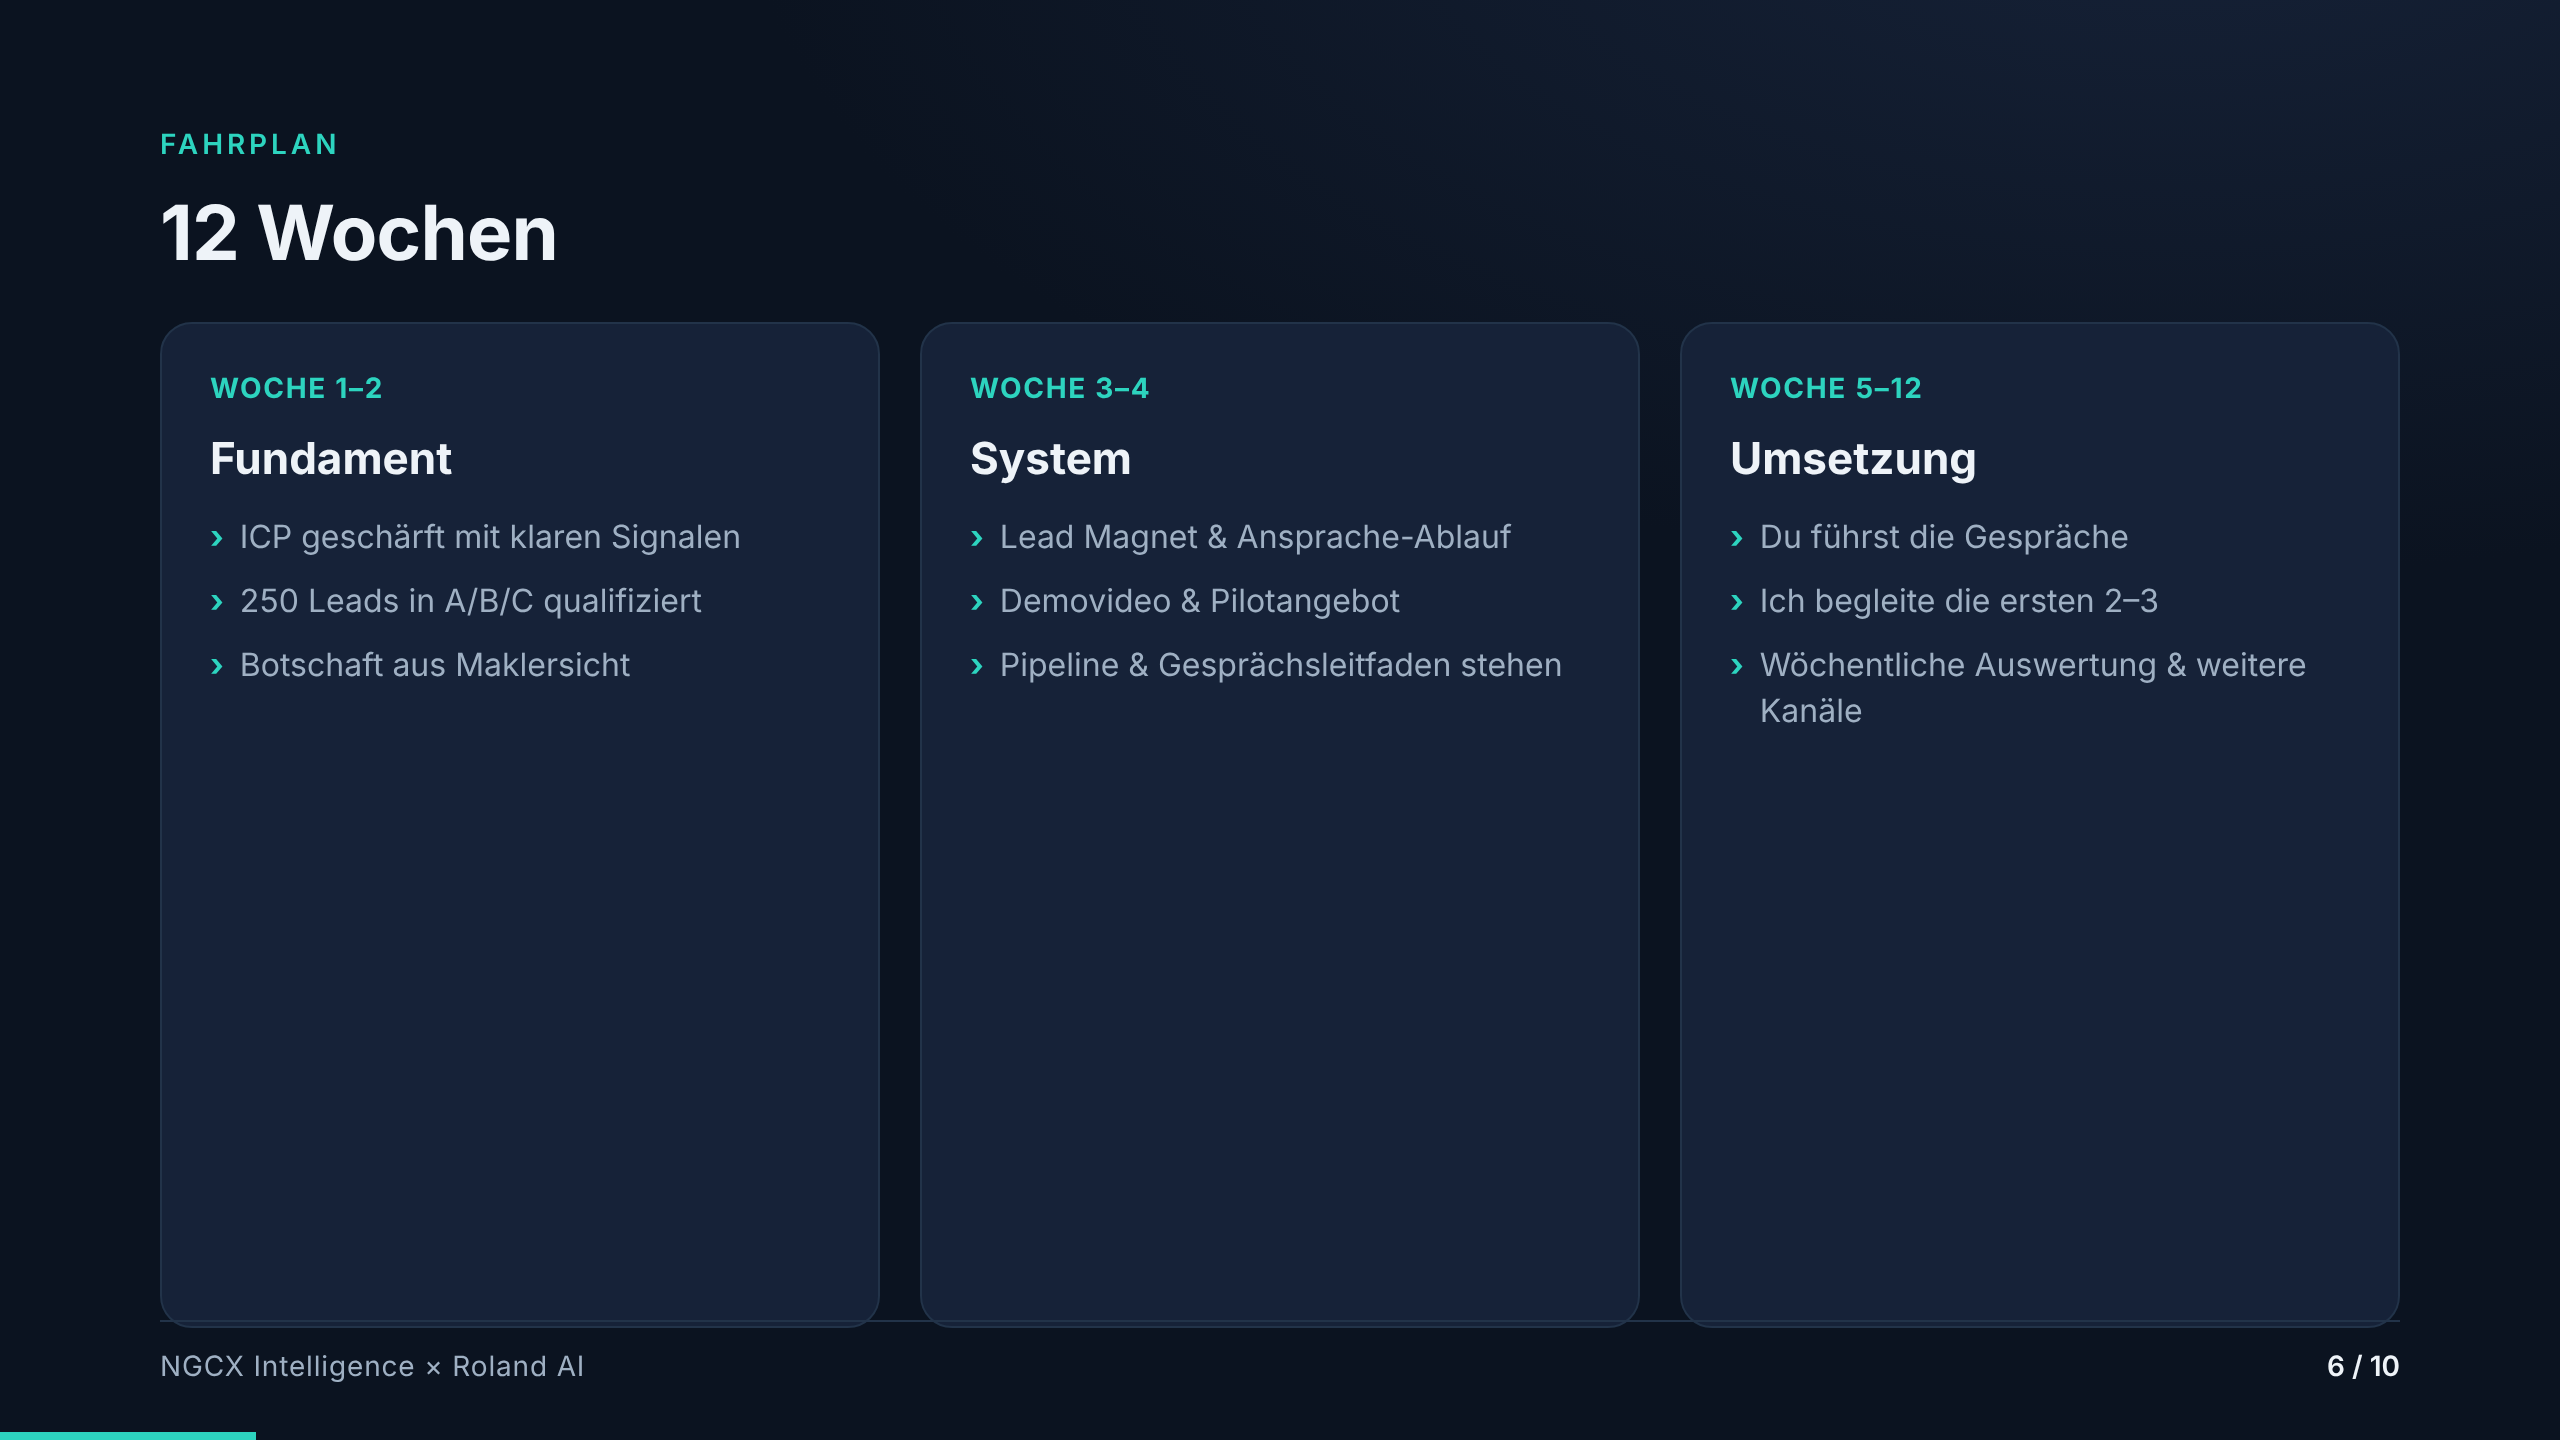 FAHRPLAN
12 Wochen
WOCHE 1–2
Fundament
› ICP geschärft mit klaren Signalen
› 250 Leads in A/B/C qualifiziert
› Botschaft aus Maklersicht
WOCHE 3–4
System
› Lead Magnet & Ansprache-Ablauf
› Demovideo & Pilotangebot
› Pipeline & Gesprächsleitfaden stehen
WOCHE 5–12
Umsetzung
› Du führst die Gespräche
› Ich begleite die ersten 2–3
› Wöchentliche Auswertung & weitere
Kanäle
NGCX Intelligence × Roland AI
6 / 10